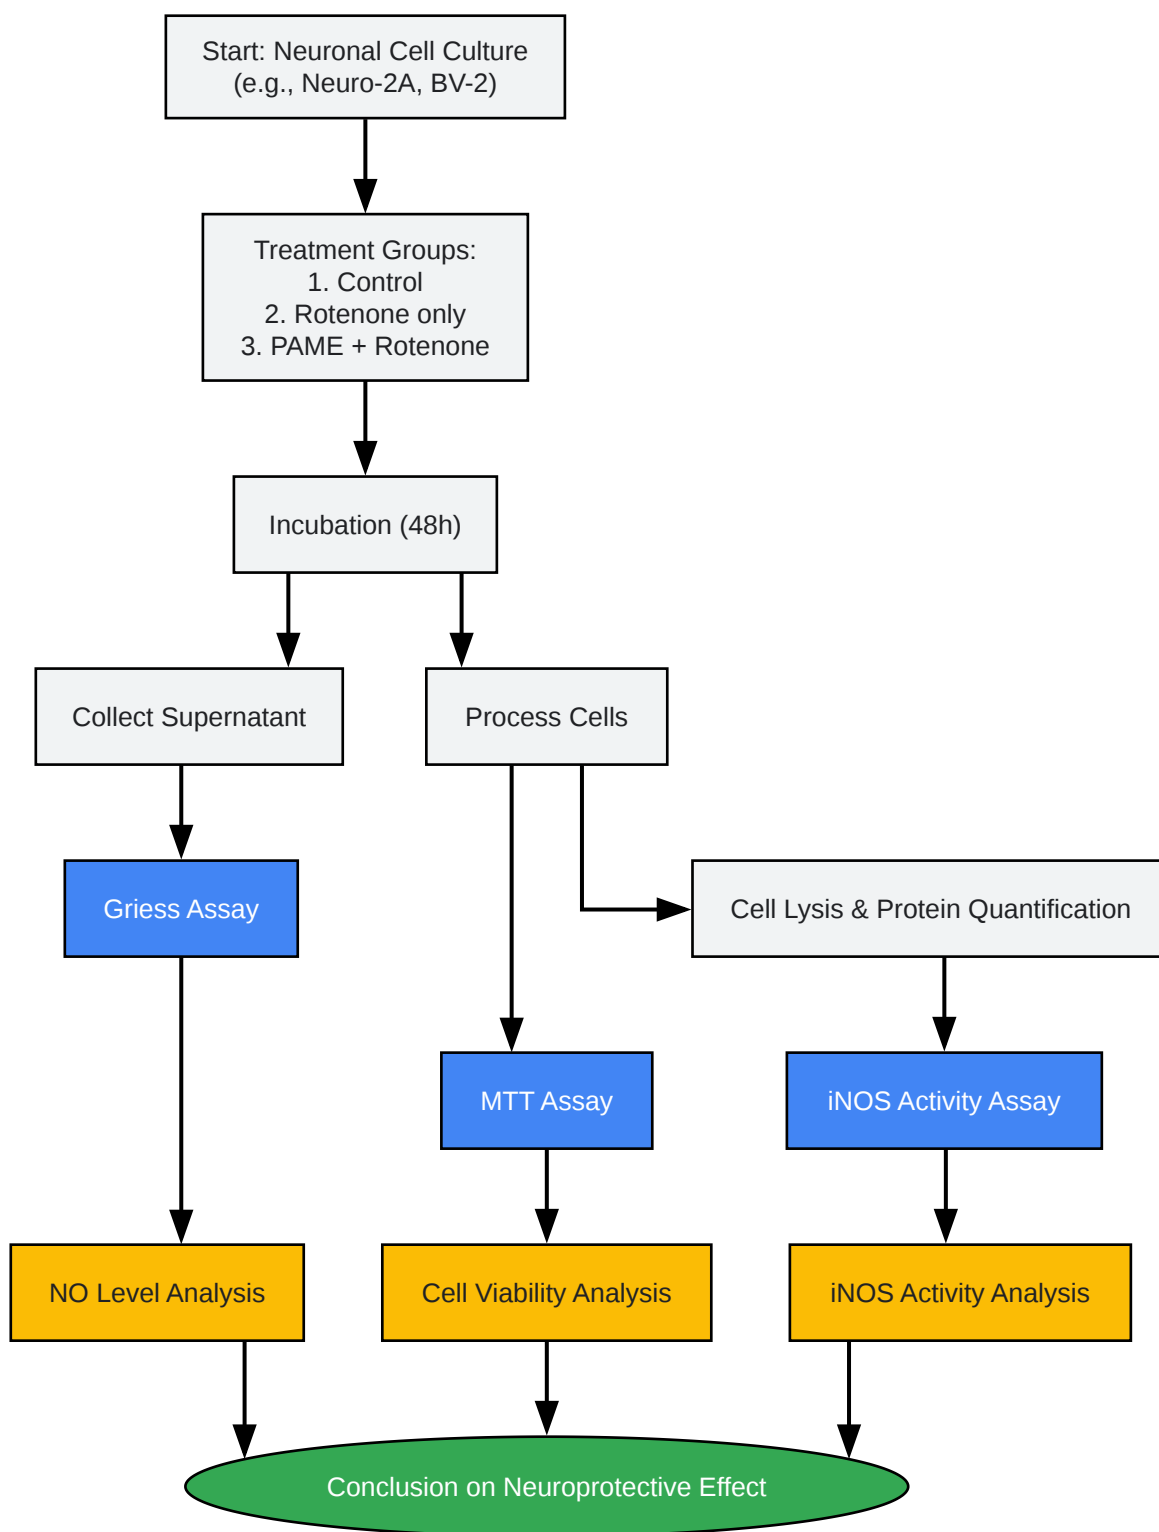 Start: Neuronal Cell Culture
(e.g., Neuro-2A, BV-2)
Treatment Groups:
1. Control
2. Rotenone only
3. PAME + Rotenone
Incubation (48h)
Collect Supernatant
Process Cells
Griess Assay
Cell Lysis & Protein Quantification
MTT Assay
iNOS Activity Assay
NO Level Analysis
Cell Viability Analysis
iNOS Activity Analysis
Conclusion on Neuroprotective Effect